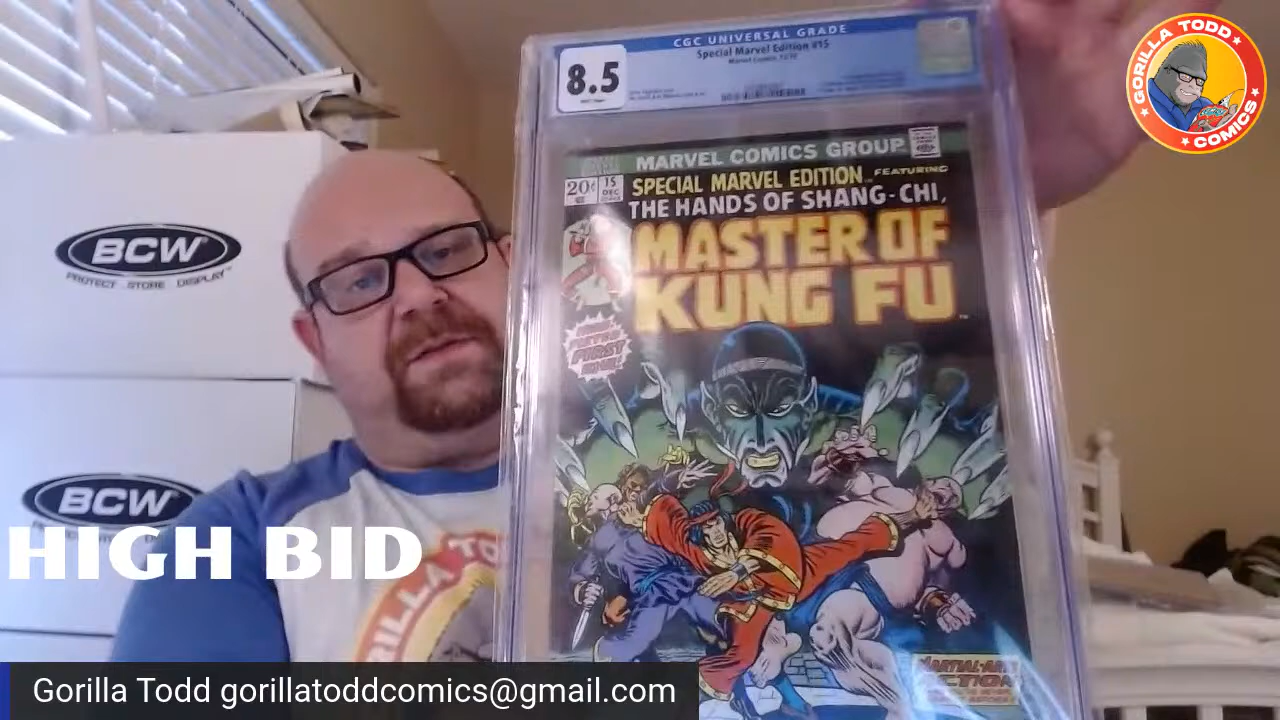 GORILLA TODD
COMICS
CGC UNIVERSAL GRADE
Special Marvel Edition #15
8.5
MARVEL COMICS GROUP
20¢
15
DEC
SPECIAL MARVEL EDITION
FEATURING
THE HANDS OF SHANG-CHI,
MASTER OF
KUNG FU
FIRST
BCW
PROTECT STORE DISPLAY
BCW
HIGH BID
RILLA TO
MARTIAL ARTS
ACTION
Gorilla Todd gorillatoddcomics@gmail.com